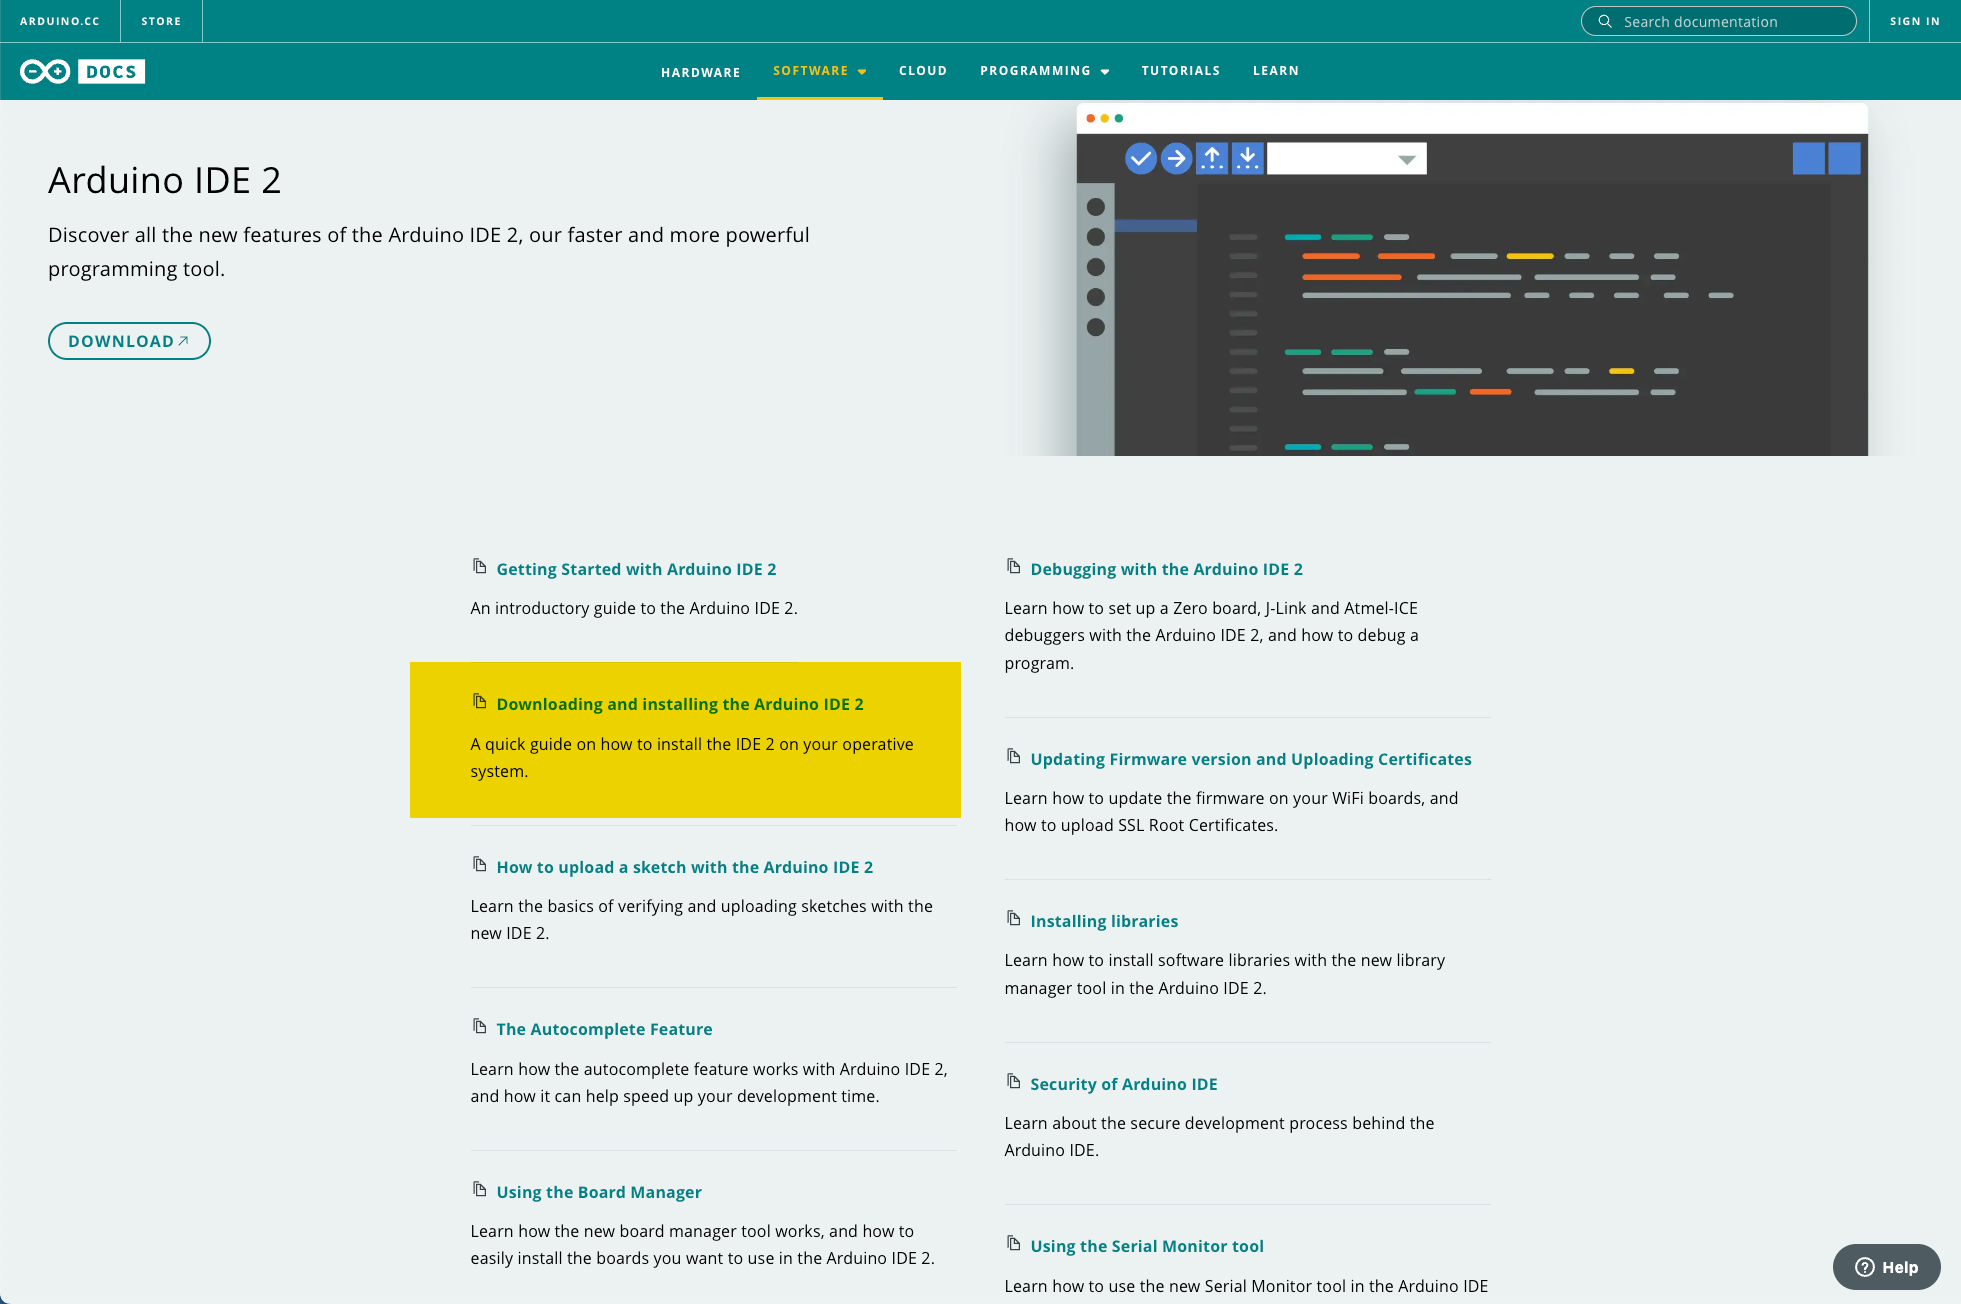 ARDUINO.CC
STORE
Search documentation
SIGN IN
DOCS
HARDWARE
SOFTWARE
CLOUD
PROGRAMMING
TUTORIALS
LEARN
Arduino IDE 2
Discover all the new features of the Arduino IDE 2, our faster and more powerful
programming tool.
DOWNLOAD
Getting Started with Arduino IDE 2
An introductory guide to the Arduino IDE 2.
Downloading and installing the Arduino IDE 2
A quick guide on how to install the IDE 2 on your operative
system.
How to upload a sketch with the Arduino IDE 2
Learn the basics of verifying and uploading sketches with the
new IDE 2.
The Autocomplete Feature
Learn how the autocomplete feature works with Arduino IDE 2,
and how it can help speed up your development time.
Using the Board Manager
Learn how the new board manager tool works, and how to
easily install the boards you want to use in the Arduino IDE 2.
Debugging with the Arduino IDE 2
Learn how to set up a Zero board, J-Link and Atmel-ICE
debuggers with the Arduino IDE 2, and how to debug a
program.
Updating Firmware version and Uploading Certificates
Learn how to update the firmware on your WiFi boards, and
how to upload SSL Root Certificates.
Installing libraries
Learn how to install software libraries with the new library
manager tool in the Arduino IDE 2.
Security of Arduino IDE
Learn about the secure development process behind the
Arduino IDE.
Using the Serial Monitor tool
Learn how to use the new Serial Monitor tool in the Arduino IDE
Help